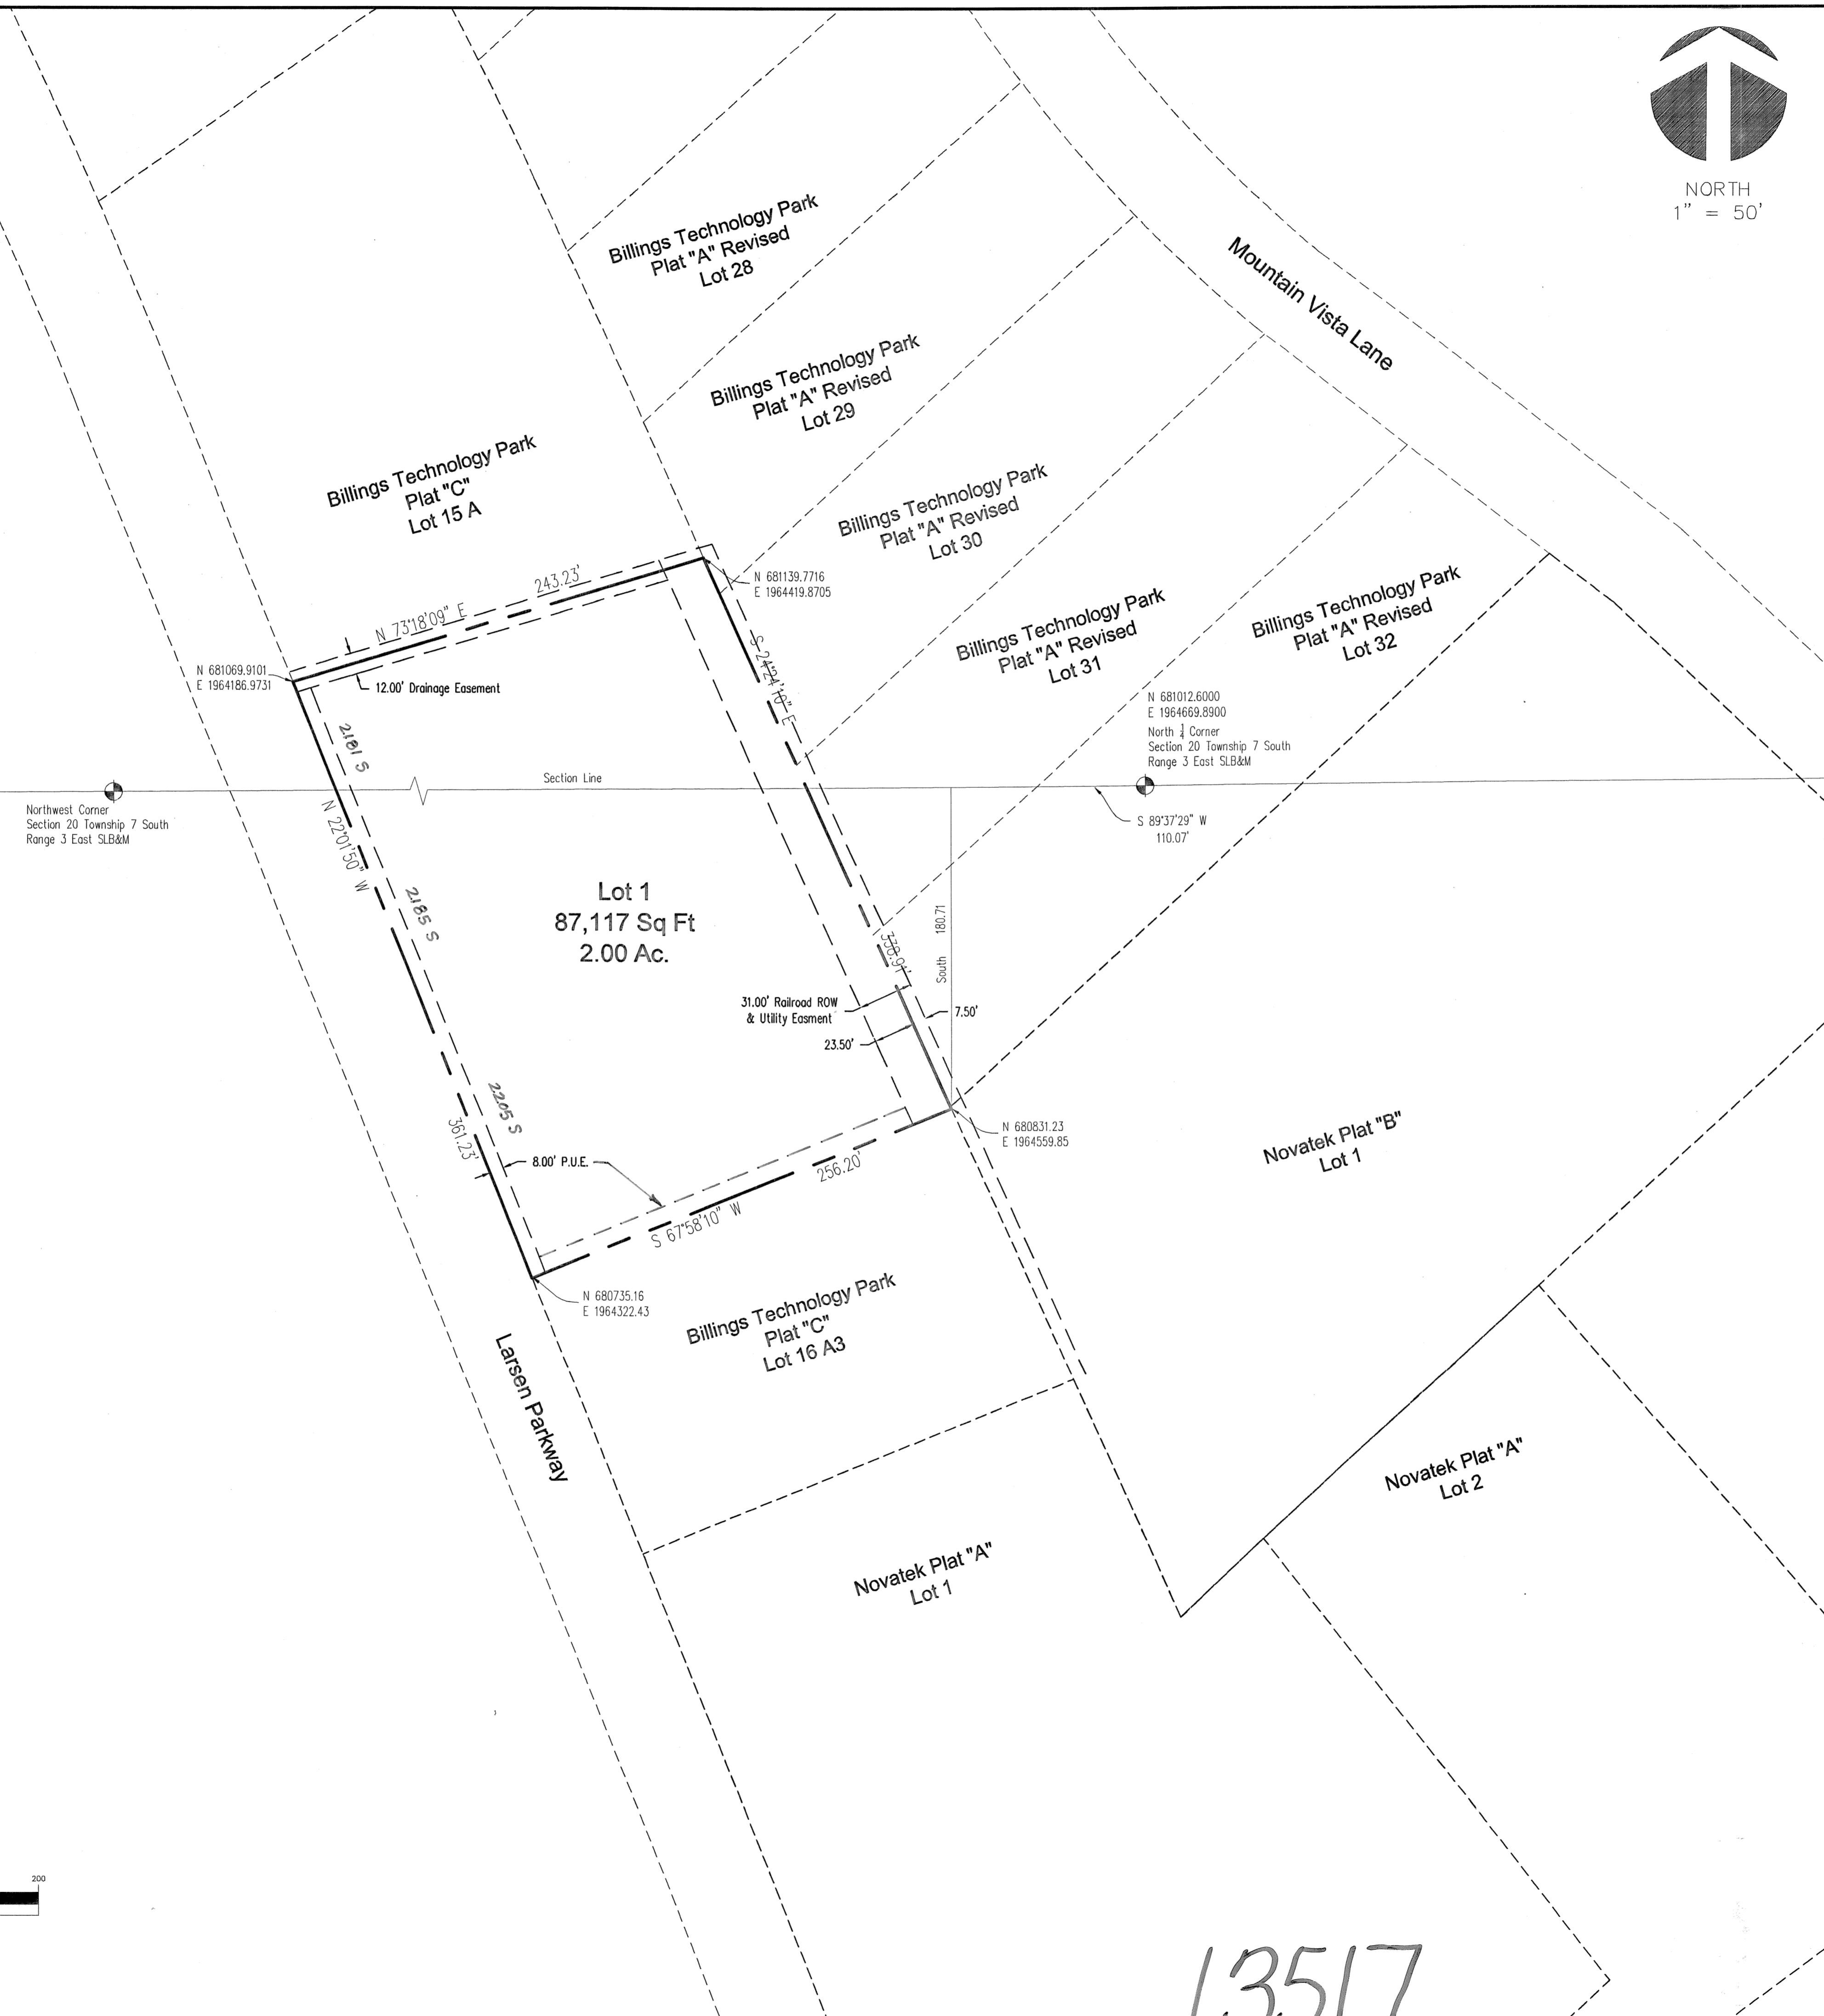 NORTH
1" = 50'
Mountain Vista Lane
Billings Technology Park
Plat "A" Revised
Lot 28
Billings Technology Park
Plat "A" Revised
Lot 29
Billings Technology Park
Plat "C"
Lot 15 A
Billings Technology Park
Plat "A" Revised
Lot 30
Billings Technology Park
Plat "A" Revised
Lot 31
Billings Technology Park
Plat "A" Revised
Lot 32
N 73°18'09" E
243.23'
N 681139.7716
E 1964419.8705
N 681069.9101
E 1964186.9731
12.00' Drainage Easement
S 24°24'10" E
338.91'
N 681012.6000
E 1964669.8900
North 1/4 Corner
Section 20 Township 7 South
Range 3 East SLB&M
2181 S
Section Line
Northwest Corner
Section 20 Township 7 South
Range 3 East SLB&M
N 22°01'50" W
361.23'
S 89°37'29" W
110.07'
2185 S
Lot 1
87,117 Sq Ft
2.00 Ac.
South 180.71
31.00' Railroad ROW
& Utility Easment
7.50'
23.50'
2205 S
8.00' P.U.E.
N 680831.23
E 1964559.85
S 67°58'10" W
256.20'
Novatek Plat "B"
Lot 1
N 680735.16
E 1964322.43
Billings Technology Park
Plat "C"
Lot 16 A3
Larsen Parkway
Novatek Plat "A"
Lot 2
Novatek Plat "A"
Lot 1
200
13517